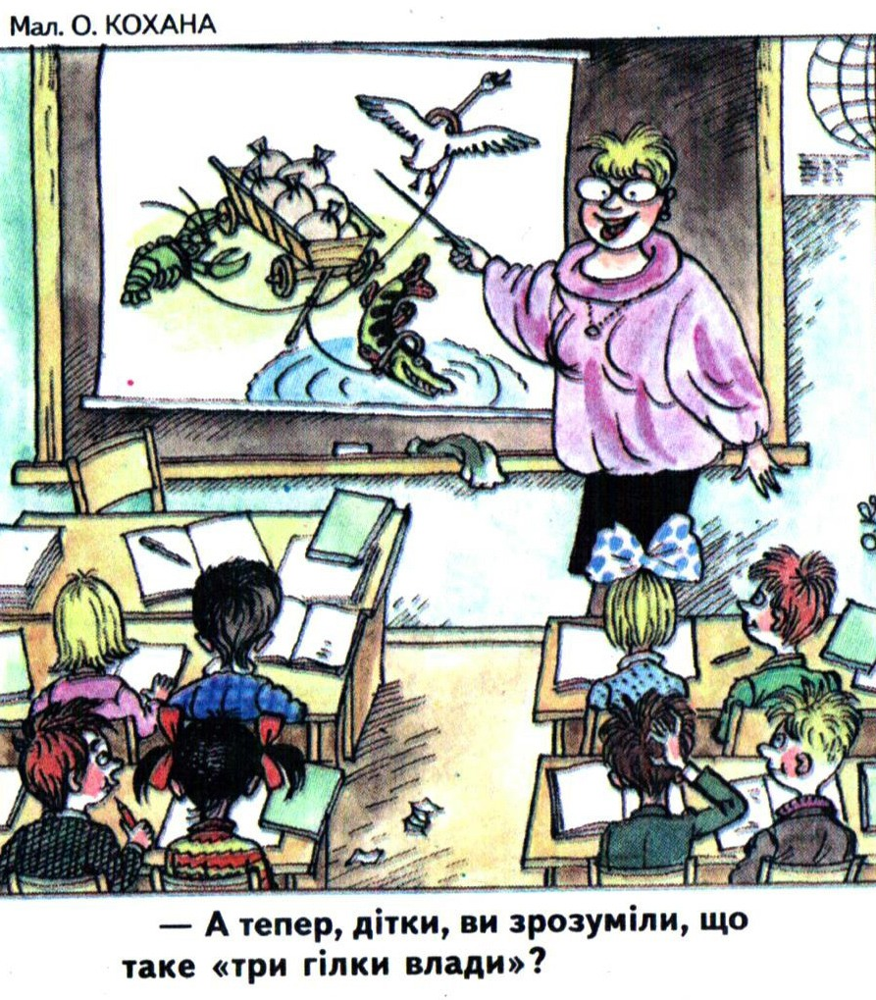 Мал. О. КОХАНА
— А тепер, дітки, ви зрозуміли, що
таке «три гілки влади»?